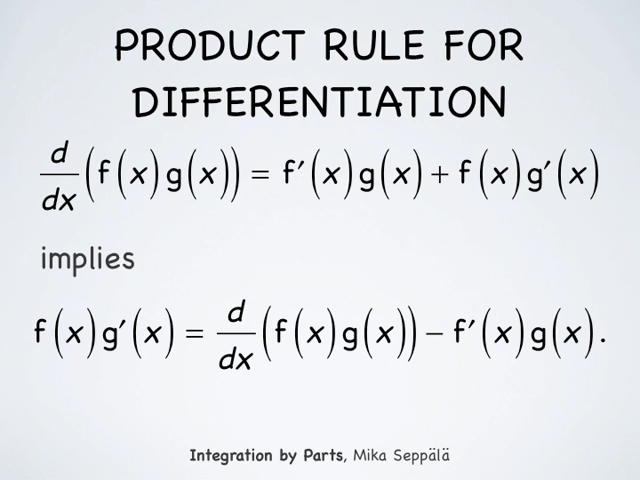 PRODUCT RULE FOR
DIFFERENTIATION
d/dx (f(x)g(x)) = f′(x)g(x) + f(x)g′(x)
implies
f(x)g′(x) = d/dx (f(x)g(x)) − f′(x)g(x).
Integration by Parts, Mika Seppälä